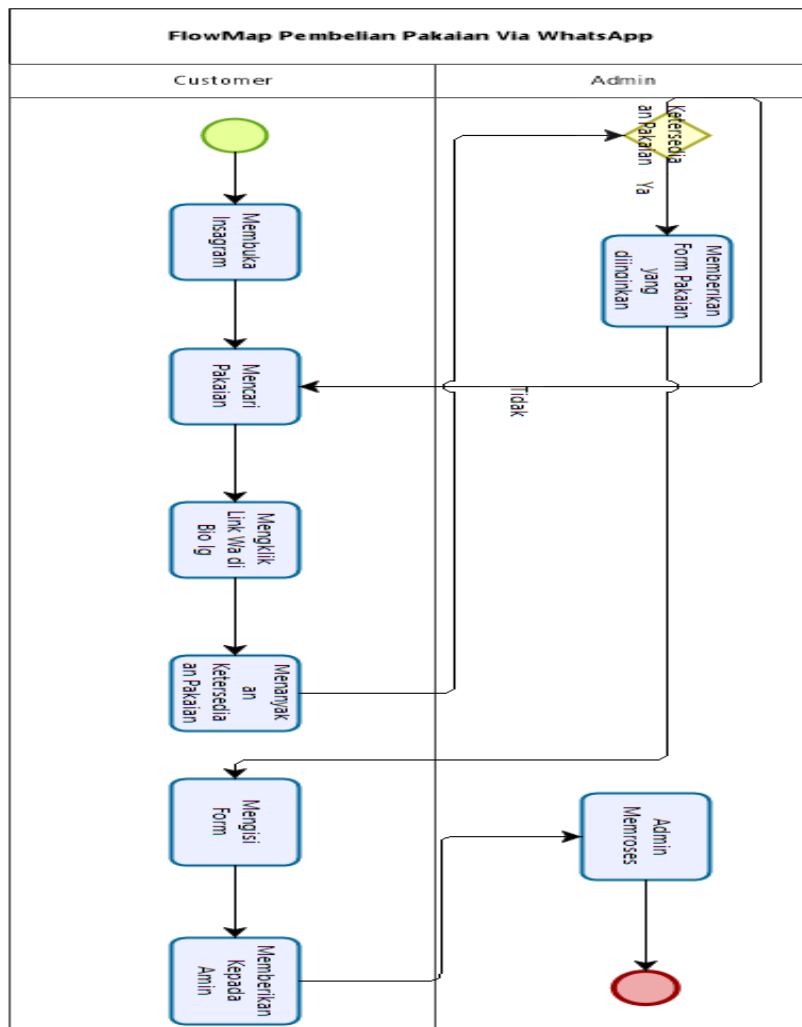 FlowMap Pembelian Pakaian Via WhatsApp
Customer
Admin
Membuka
Insagram
Mencari
Pakaian
Mengklik
Link Wa di
Bio Ig
Menanyak
an
Ketersedia
an Pakaian
Ketersedia
an Pakaian
Ya
Tidak
Memberikan
Form Pakaian
yang
diinginkan
Mengisi
Form
Memberikan
Kepada
Amin
Admin
Memroses